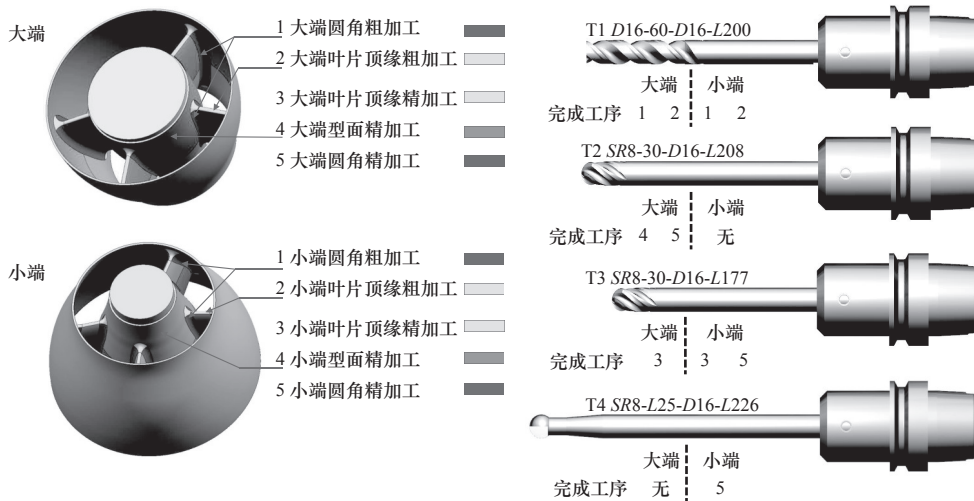 大端
1 大端圆角粗加工
2 大端叶片顶缘粗加工
3 大端叶片顶缘精加工
4 大端型面精加工
5 大端圆角精加工
小端
1 小端圆角粗加工
2 小端叶片顶缘粗加工
3 小端叶片顶缘精加工
4 小端型面精加工
5 小端圆角精加工
T1 D16-60-D16-L200
大端 小端
完成工序 1 2 1 2
T2 SR8-30-D16-L208
大端 小端
完成工序 4 5 无
T3 SR8-30-D16-L177
大端 小端
完成工序 3 3 5
T4 SR8-L25-D16-L226
大端 小端
完成工序 无 5